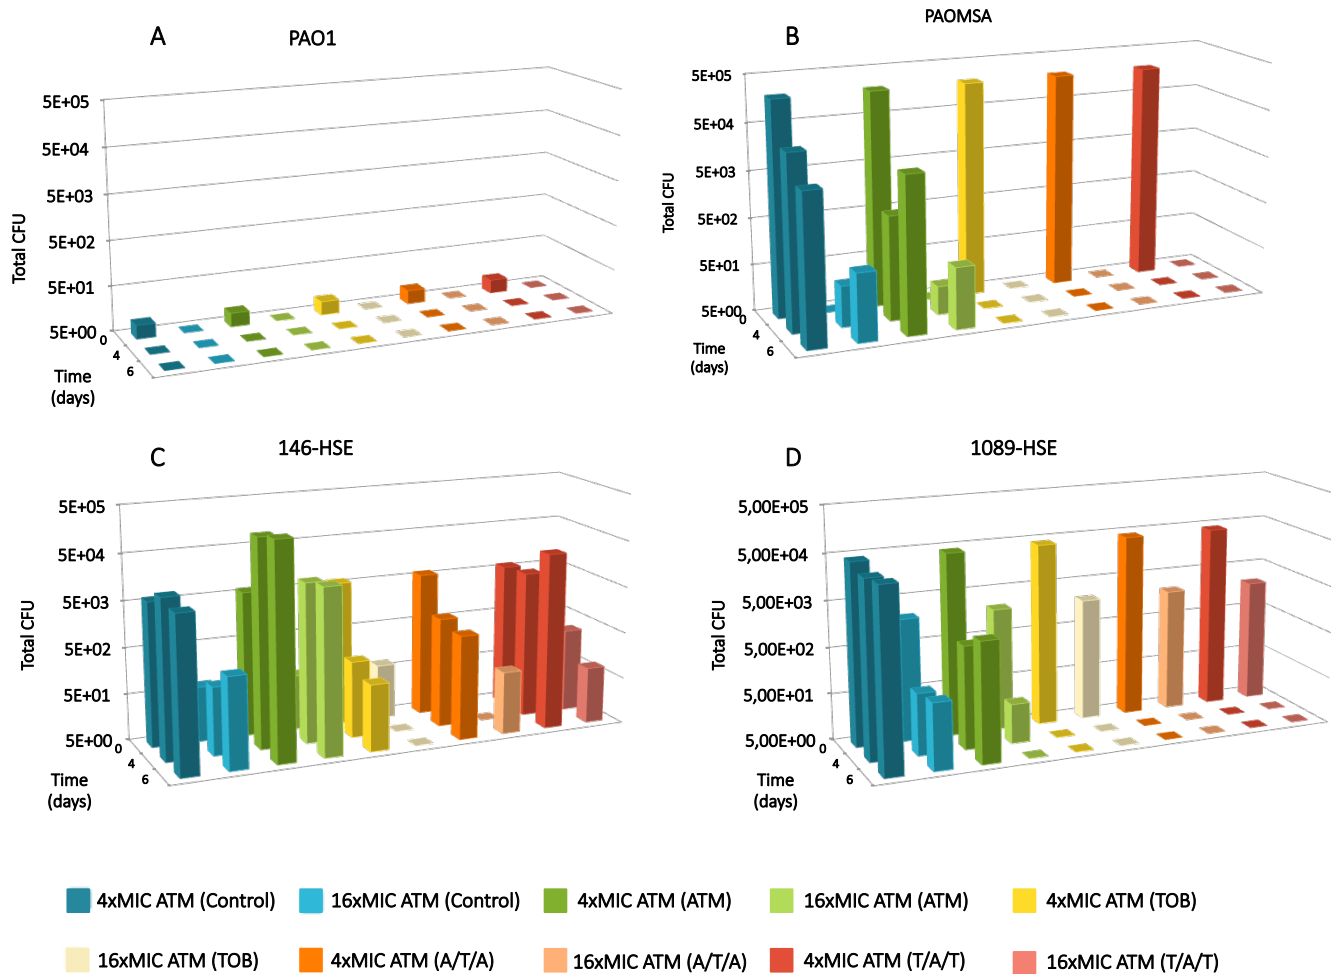 A
PAO1
5E+05
5E+04
5E+03
5E+02
5E+01
5E+00
Total CFU
0
4
6
Time
(days)
B
PAOMSA
5E+05
5E+04
5E+03
5E+02
5E+01
5E+00
Total CFU
0
4
6
Time
(days)
C
146-HSE
5E+05
5E+04
5E+03
5E+02
5E+01
5E+00
Total CFU
0
4
6
Time
(days)
D
1089-HSE
5,00E+05
5,00E+04
5,00E+03
5,00E+02
5,00E+01
5,00E+00
Total CFU
0
4
6
Time
(days)
4xMIC ATM (Control) 16xMIC ATM (Control) 4xMIC ATM (ATM) 16xMIC ATM (ATM) 4xMIC ATM (TOB)
16xMIC ATM (TOB) 4xMIC ATM (A/T/A) 16xMIC ATM (A/T/A) 4xMIC ATM (T/A/T) 16xMIC ATM (T/A/T)